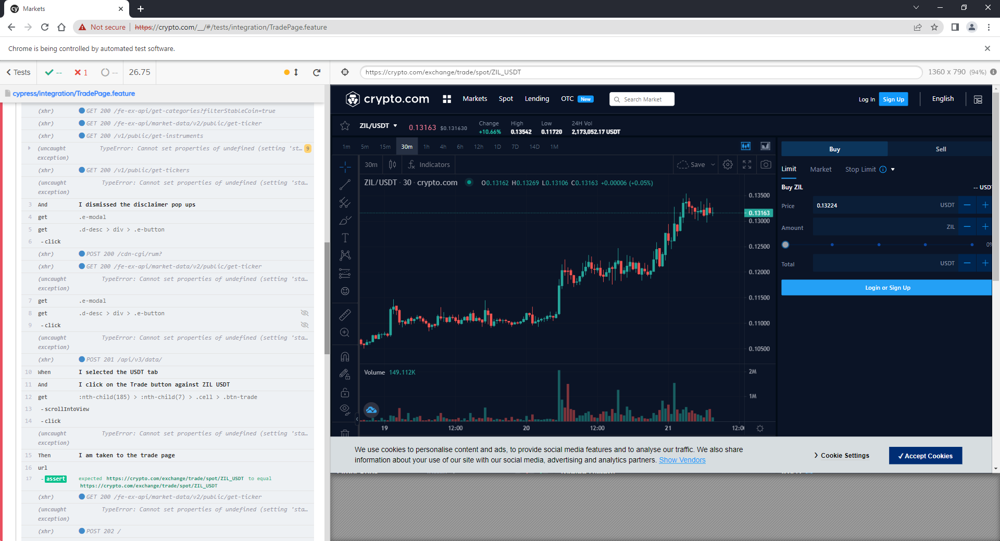 Markets
Not secure https://crypto.com/__/#/tests/integration/TradePage.feature
Chrome is being controlled by automated test software.
Tests -- 1 -- 26.75
https://crypto.com/exchange/trade/spot/ZIL_USDT 1360 x 790 (94%)
cypress/integration/TradePage.feature
(xhr) GET 200 /fe-ex-api/get-categories?filterStableCoin=true
(xhr) GET 200 /fe-ex-api/market-data/v2/public/get-ticker
(xhr) GET 200 /v1/public/get-instruments
(uncaught exception) TypeError: Cannot set properties of undefined (setting 'st… 9
(xhr) GET 200 /v1/public/get-tickers
(uncaught exception) TypeError: Cannot set properties of undefined (setting 'sta…
3 And I dismissed the disclaimer pop ups
4 get .e-modal
5 get .d-desc > div > .e-button
6 -click
(xhr) POST 200 /cdn-cgi/rum?
(xhr) GET 200 /fe-ex-api/market-data/v2/public/get-ticker
(uncaught exception) TypeError: Cannot set properties of undefined (setting 'sta…
7 get .e-modal
8 get .d-desc > div > .e-button
9 -click
(uncaught exception) TypeError: Cannot set properties of undefined (setting 'sta…
(xhr) POST 201 /api/v3/data/
10 When I selected the USDT tab
11 And I click on the Trade button against ZIL USDT
12 get :nth-child(185) > :nth-child(7) > .cell > .btn-trade
13 -scrollIntoView
14 -click
(uncaught exception) TypeError: Cannot set properties of undefined (setting 'sta…
15 Then I am taken to the trade page
16 url
17 -assert expected https://crypto.com/exchange/trade/spot/ZIL_USDT to equal
https://crypto.com/exchange/trade/spot/ZIL_USDT
(xhr) GET 200 /fe-ex-api/market-data/v2/public/get-ticker
(uncaught exception) TypeError: Cannot set properties of undefined (setting 'sta…
(xhr) POST 202 /
crypto.com Markets Spot Lending OTC New Search Market Log In Sign Up English
ZIL/USDT 0.13163 $0.131630
Change High Low 24H Vol
+10.66% 0.13542 0.11720 2,173,052.17 USDT
1m 5m 15m 30m 1h 4h 6h 12h 1D 7D 14D 1M
30m Indicators Save
ZIL/USDT · 30 · crypto.com O0.13162 H0.13269 L0.13106 C0.13163 +0.00006 (+0.05%)
0.13500
0.13163
0.13000
0.12500
0.12000
0.11500
0.11000
0.10500
Volume 149.112K
2M
1M
19 12:00 20 12:00 21 12:0
Buy Sell
Limit Market Stop Limit
Buy ZIL -- USD
Price 0.13224 USDT
Amount ZIL
0%
Total USDT
Login or Sign Up
We use cookies to personalise content and ads, to provide social media features and to analyse our traffic. We also share
information about your use of our site with our social media, advertising and analytics partners. Show Vendors
Cookie Settings
Accept Cookies